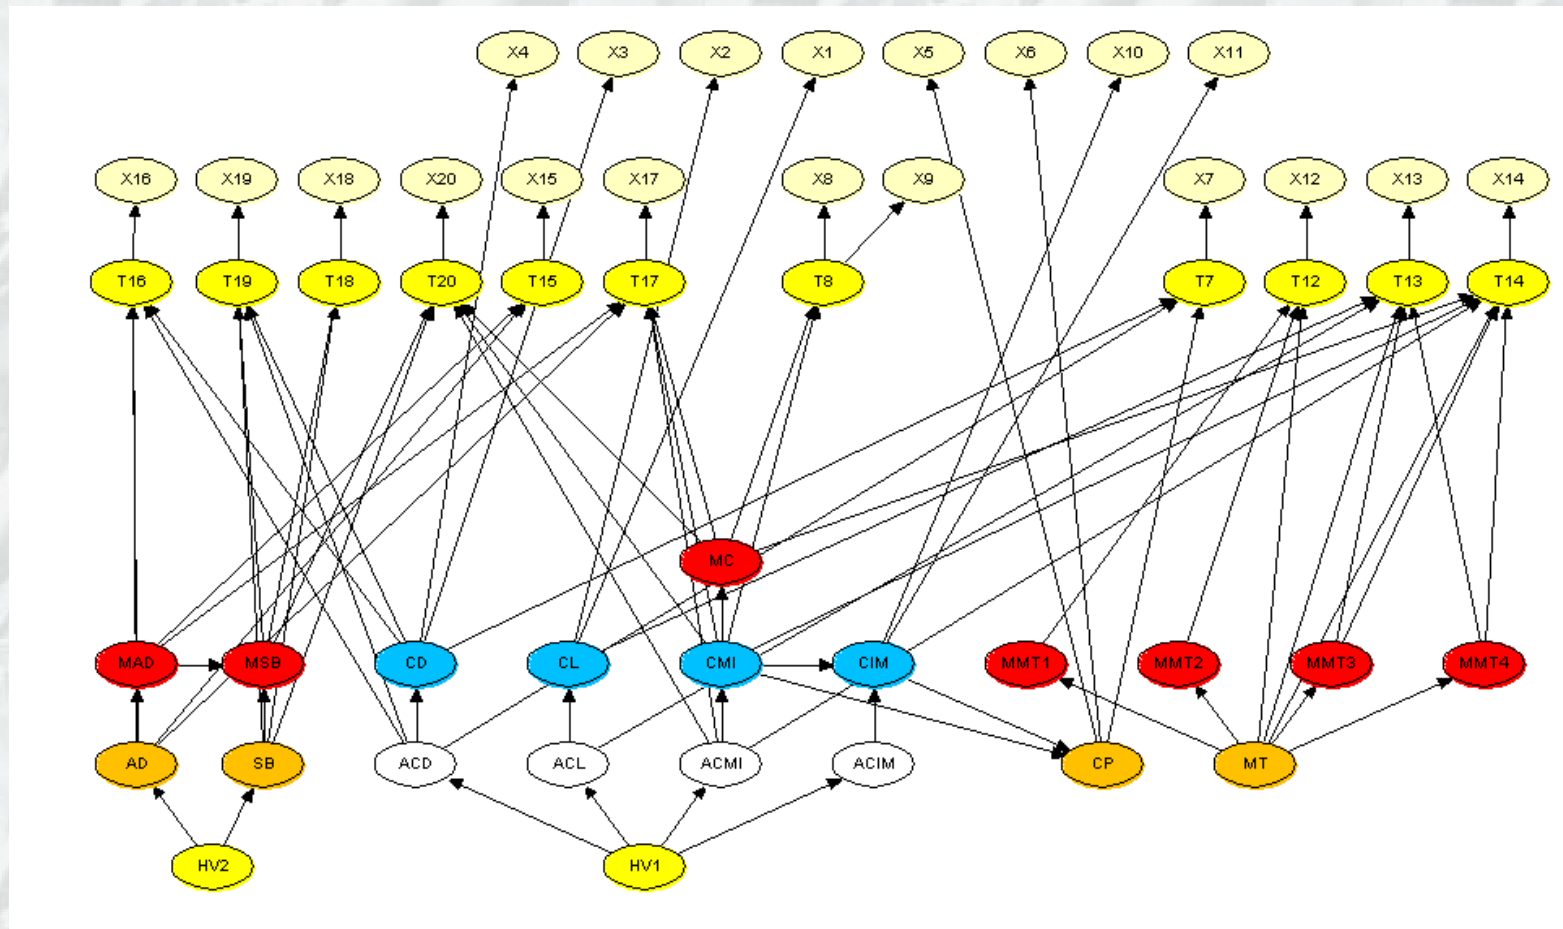 X4 X3 X2 X1 X5 X6 X10 X11
X16 X19 X18 X20 X15 X17 X8 X9 X7 X12 X13 X14
T16 T19 T18 T20 T15 T17 T8 T7 T12 T13 T14
MC
MAD MSB CD CL CMI CIM MMT1 MMT2 MMT3 MMT4
AD SB ACD ACL ACMI ACIM CP MT
HV2 HV1